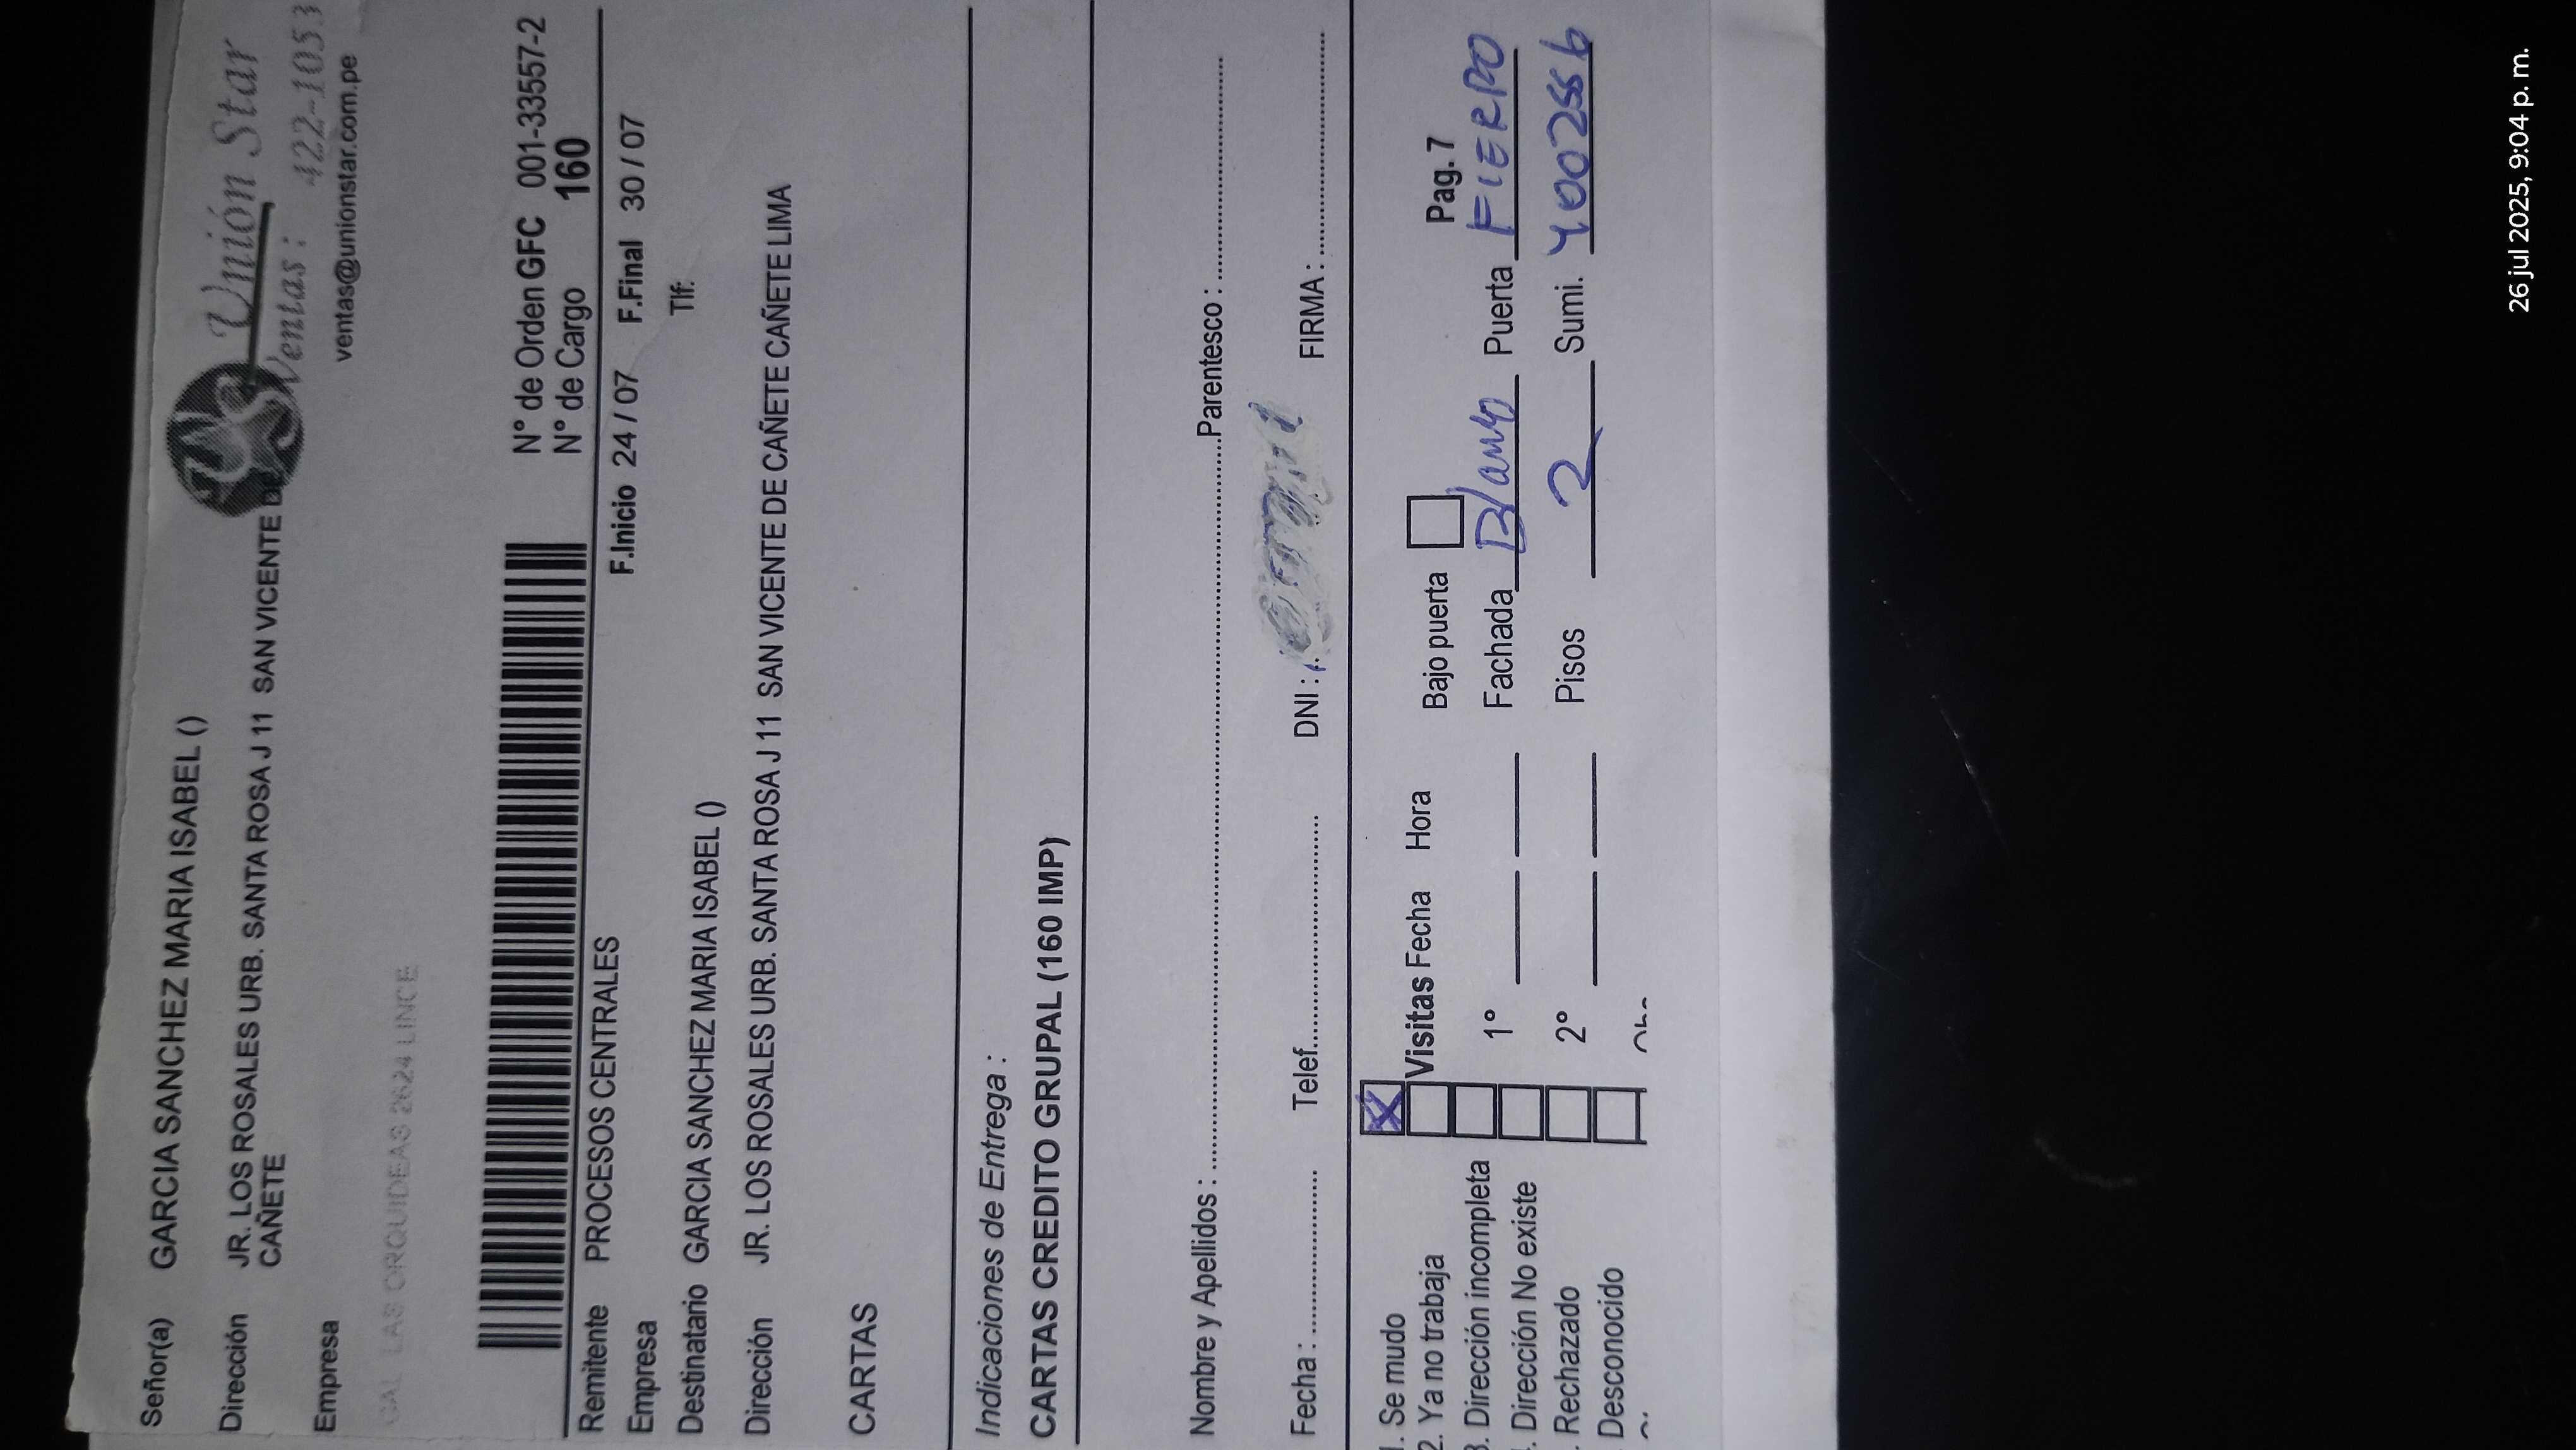 Señor(a) GARCIA SANCHEZ MARIA ISABEL ()
Unión Star
Dirección JR. LOS ROSALES URB. SANTA ROSA J 11 SAN VICENTE DE
CAÑETE
Ventas: 422-1053
Empresa
ventas@unionstar.com.pe
CAL LAS ORQUIDEAS 2624 LINCE
N° de Orden GFC 001-33557-2
N° de Cargo 160
Remitente PROCESOS CENTRALES
F.Inicio 24 / 07 F.Final 30 / 07
Empresa
Destinatario GARCIA SANCHEZ MARIA ISABEL () Tlf:
Dirección JR. LOS ROSALES URB. SANTA ROSA J 11 SAN VICENTE DE CAÑETE CAÑETE LIMA
CARTAS
Indicaciones de Entrega :
CARTAS CREDITO GRUPAL (160 IMP)
Nombre y Apellidos : Parentesco :
Fecha : Telef. DNI : FIRMA :
1. Se mudo X
2. Ya no trabaja Visitas Fecha Hora Bajo puerta Pag. 7
3. Dirección incompleta 1° Fachada Blanco Puerta FIERRO
. Dirección No existe
. Rechazado 2° Pisos 2 Sumi.
Desconocido
26 jul 2025, 9:04 p. m.